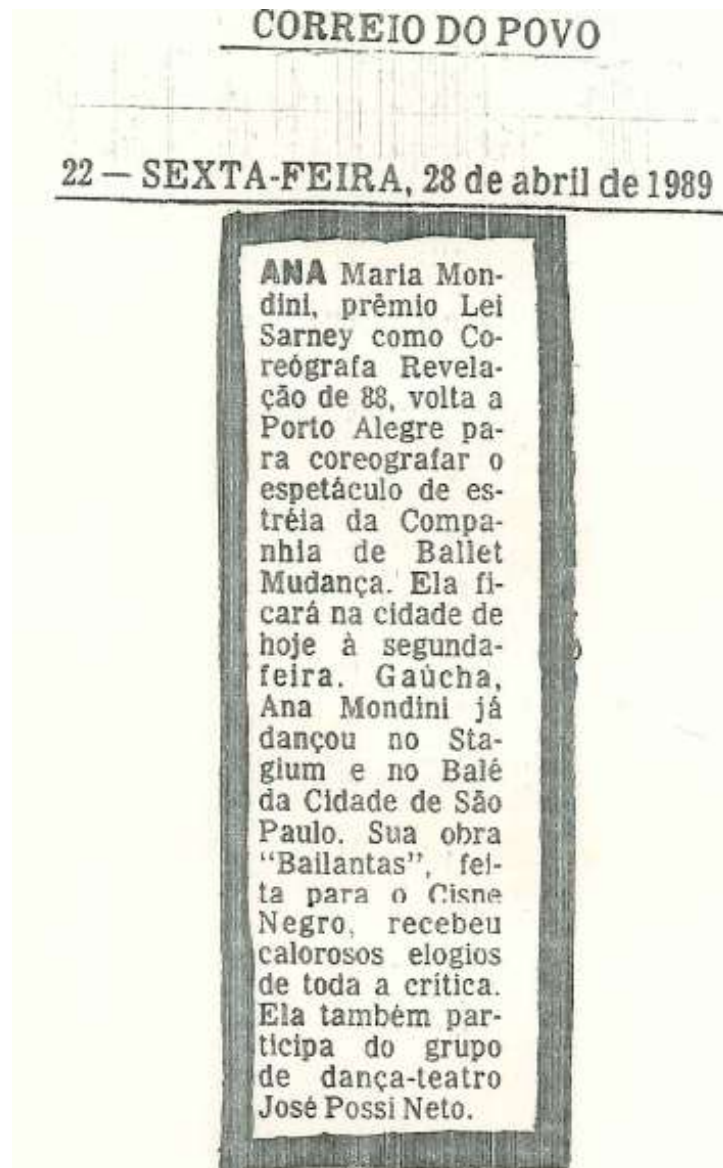 CORREIO DO POVO
22 — SEXTA-FEIRA, 28 de abril de 1989
ANA Maria Mon-
dini, prêmio Lei
Sarney como Co-
reógrafa Revela-
ção de 88, volta a
Porto Alegre pa-
ra coreografar o
espetáculo de es-
tréia da Compa-
nhia de Ballet
Mudança. Ela fi-
cará na cidade de
hoje à segunda-
feira. Gaúcha,
Ana Mondini já
dançou no Sta-
gium e no Balé
da Cidade de São
Paulo. Sua obra
“Bailantas”, fei-
ta para o Cisne
Negro, recebeu
calorosos elogios
de toda a crítica.
Ela também par-
ticipa do grupo
de dança-teatro
José Possi Neto.